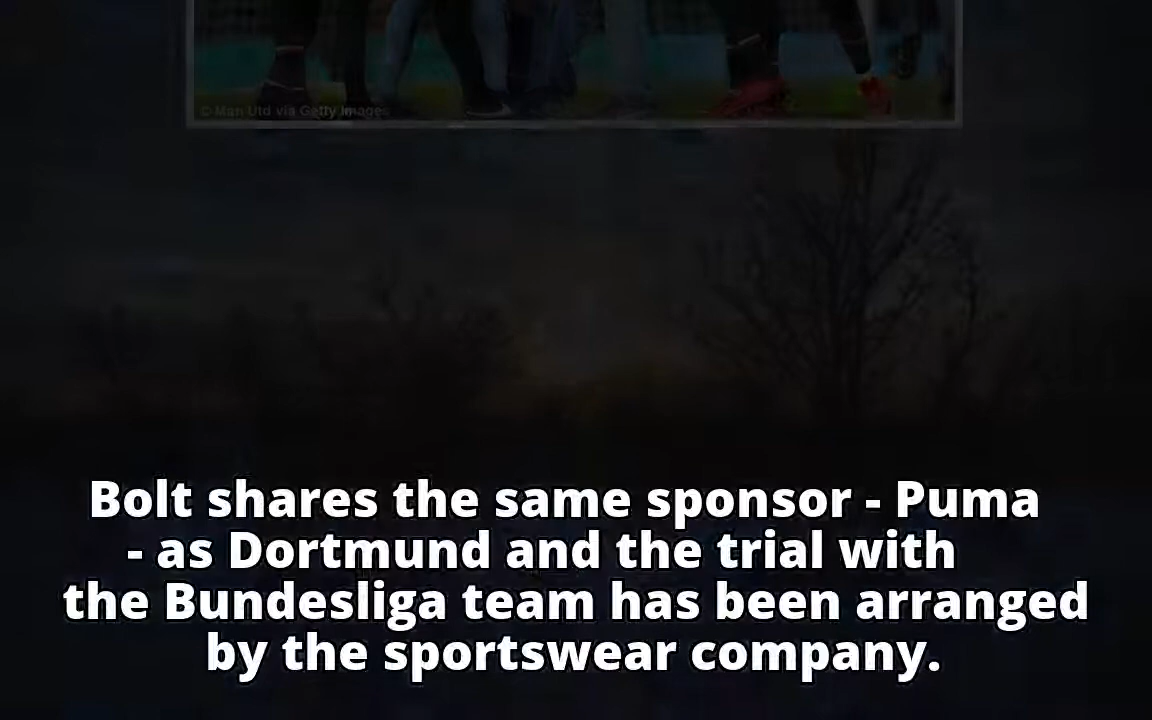 © Man Utd via Getty Images
Bolt shares the same sponsor - Puma
- as Dortmund and the trial with
the Bundesliga team has been arranged
by the sportswear company.